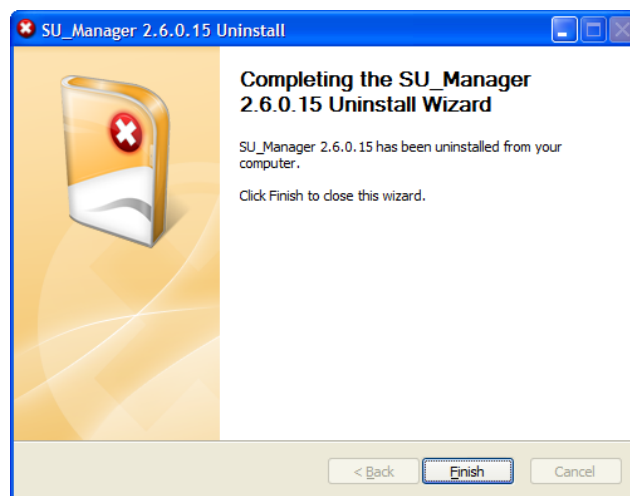 SU_Manager 2.6.0.15 Uninstall
Completing the SU_Manager
2.6.0.15 Uninstall Wizard
SU_Manager 2.6.0.15 has been uninstalled from your
computer.
Click Finish to close this wizard.
< Back
Finish
Cancel